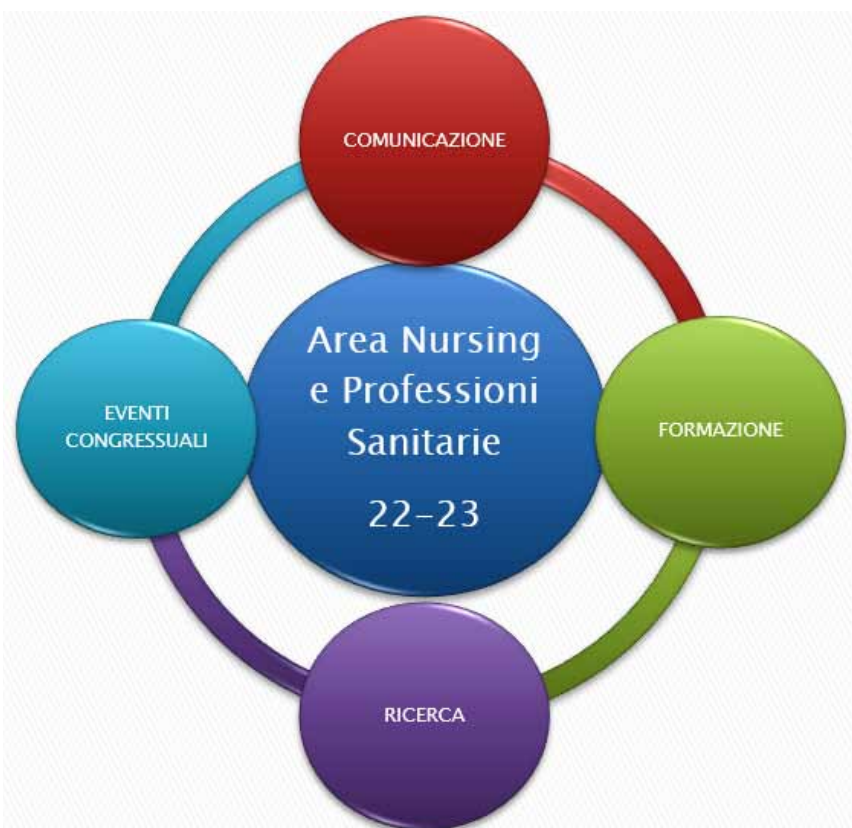 COMUNICAZIONE
Area Nursing
e Professioni
Sanitarie
22-23
EVENTI
CONGRESSUALI
FORMAZIONE
RICERCA